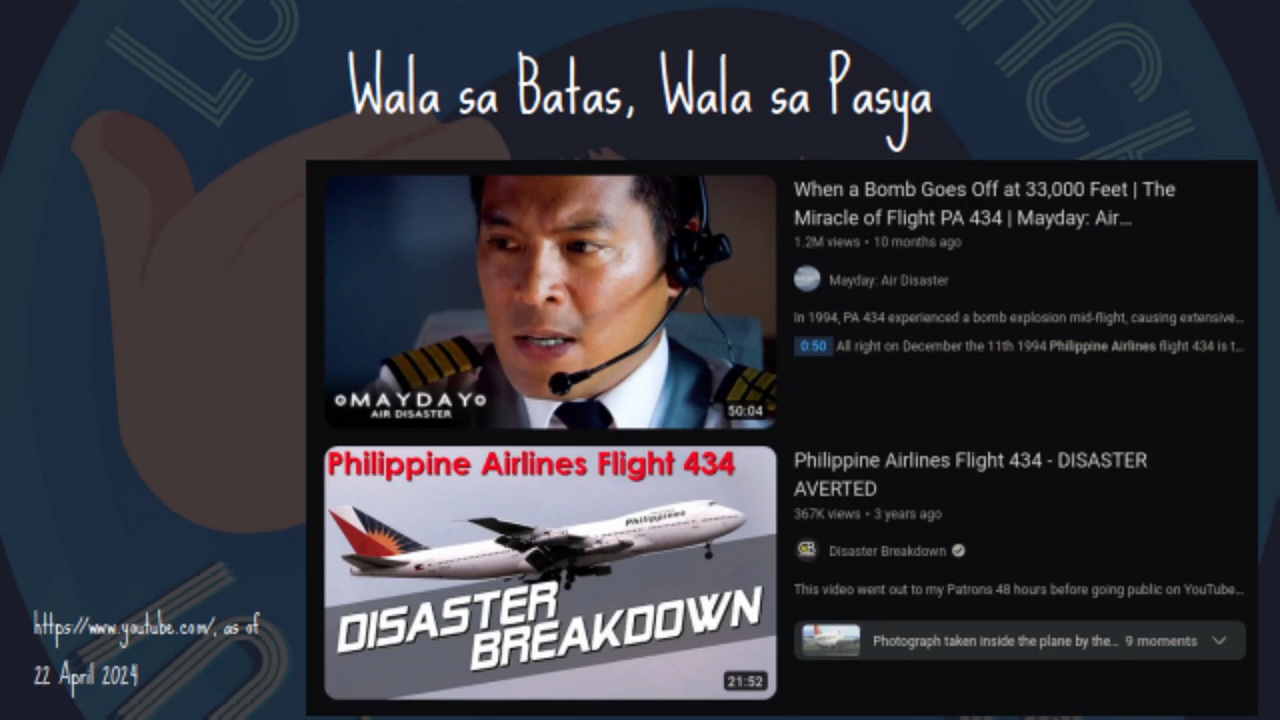 Wala sa Batas, Wala sa Pasya
When a Bomb Goes Off at 33,000 Feet | The
Miracle of Flight PA 434 | Mayday: Air...
1.2M views • 10 months ago
Mayday: Air Disaster
In 1994, PA 434 experienced a bomb explosion mid-flight, causing extensive...
0:50 All right on December the 11th 1994 Philippine Airlines flight 434 is t...
MAYDAY
AIR DISASTER
50:04
Philippine Airlines Flight 434
Philippines
DISASTER
BREAKDOWN
21:52
Philippine Airlines Flight 434 - DISASTER
AVERTED
367K views • 3 years ago
Disaster Breakdown
This video went out to my Patrons 48 hours before going public on YouTube...
Photograph taken inside the plane by the... 9 moments
https://www.youtube.com/, as of
22 April 2024